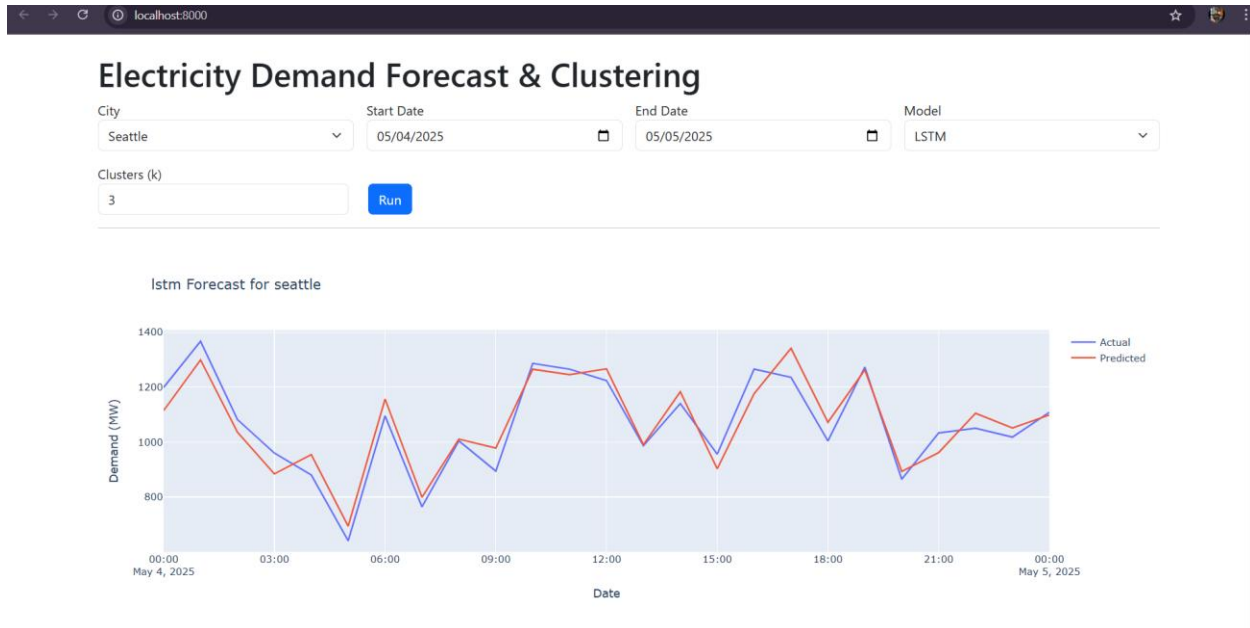 localhost:8000
Electricity Demand Forecast & Clustering
City Start Date End Date Model
Seattle 05/04/2025 05/05/2025 LSTM
Clusters (k)
3 Run
lstm Forecast for seattle
1400
Actual
Predicted
1200
1000
800
Demand (MW)
00:00 03:00 06:00 09:00 12:00 15:00 18:00 21:00 00:00
May 4, 2025 May 5, 2025
Date